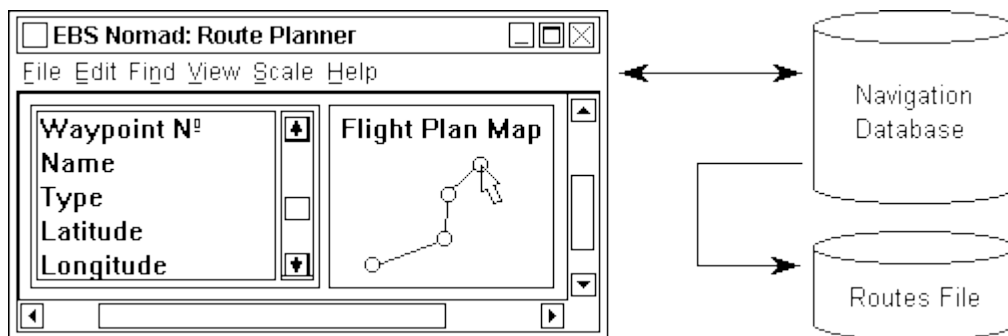 EBS Nomad: Route Planner
File Edit Find View Scale Help
Waypoint Nº
Name
Type
Latitude
Longitude
Flight Plan Map
Navigation
Database
Routes File